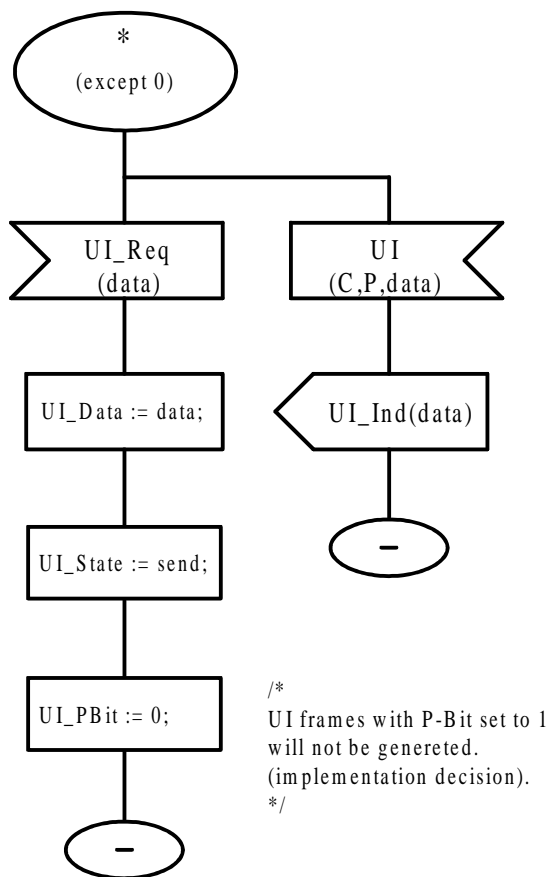 *
(except 0)
UI_Req
(data)
UI
(C,P,data)
UI_Data := data;
UI_Ind(data)
–
UI_State := send;
UI_PBit := 0;
/*
UI frames with P-Bit set to 1
will not be genereted.
(implementation decision).
*/
–